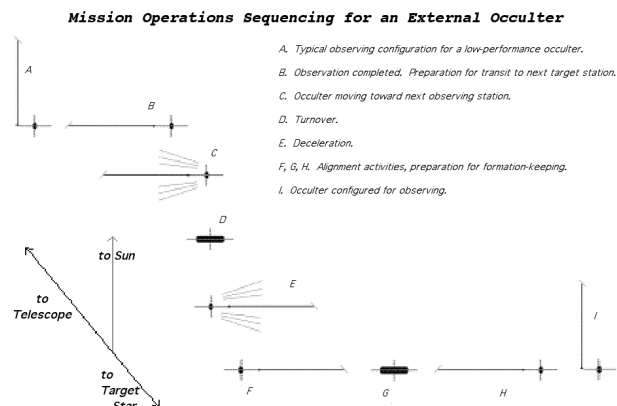 Mission Operations Sequencing for an External Occulter
A. Typical observing configuration for a low-performance occulter.
B. Observation completed. Preparation for transit to next target station.
C. Occulter moving toward next observing station.
D. Turnover.
E. Deceleration.
F, G, H. Alignment activities, preparation for formation-keeping.
I. Occulter configured for observing.
A
B
C
D
to Sun
to
Telescope
E
I
to
Target
Star
F
G
H